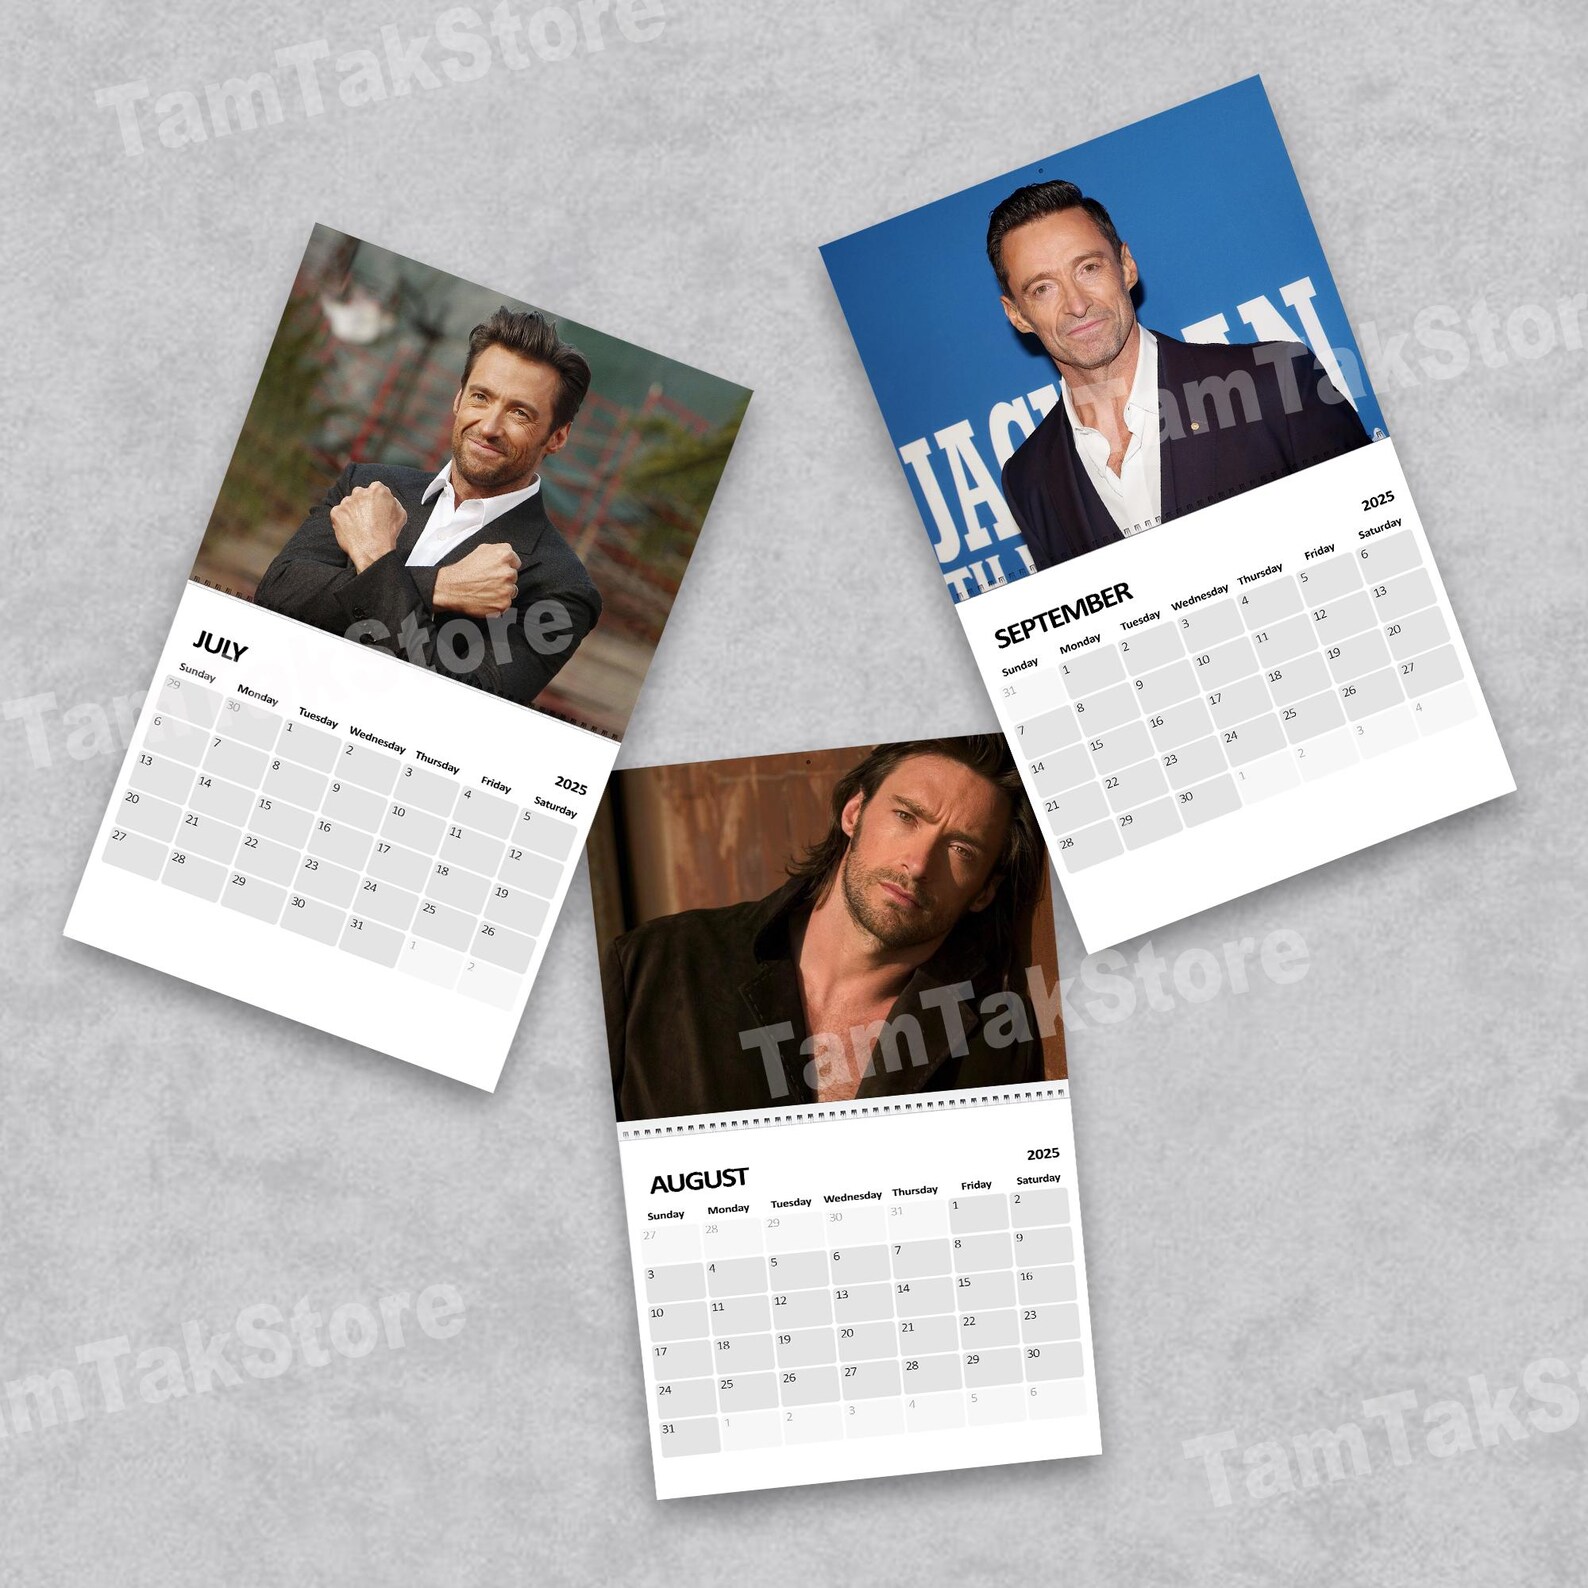 TamTakStore
TamTakStore
TamTakStore
TamTakStore
TamTakStore
JULY
2025
Sunday Monday Tuesday Wednesday Thursday Friday Saturday
29 30 1 2 3 4 5
6 7 8 9 10 11 12
13 14 15 16 17 18 19
20 21 22 23 24 25 26
27 28 29 30 31 1 2
SEPTEMBER
2025
Sunday Monday Tuesday Wednesday Thursday Friday Saturday
31 1 2 3 4 5 6
7 8 9 10 11 12 13
14 15 16 17 18 19 20
21 22 23 24 25 26 27
28 29 30 1 2 3 4
AUGUST
2025
Sunday Monday Tuesday Wednesday Thursday Friday Saturday
27 28 29 30 31 1 2
3 4 5 6 7 8 9
10 11 12 13 14 15 16
17 18 19 20 21 22 23
24 25 26 27 28 29 30
31 1 2 3 4 5 6
amTakStore
TamTakS